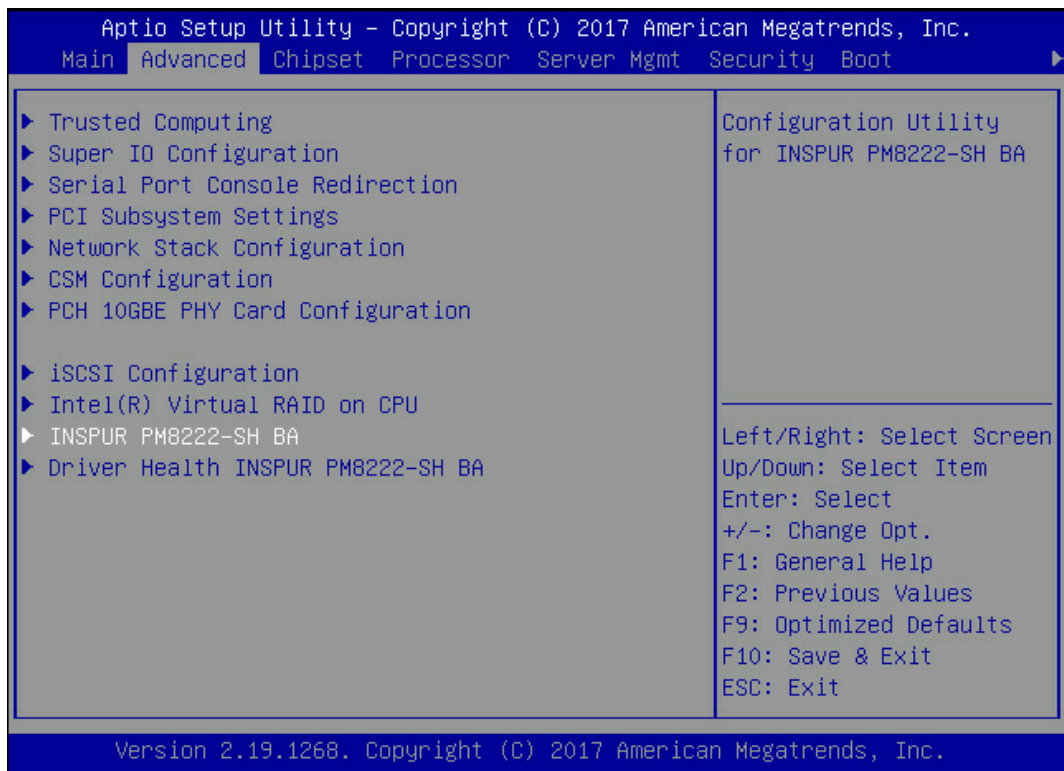 Aptio Setup Utility – Copyright (C) 2017 American Megatrends, Inc.
Main Advanced Chipset Processor Server Mgmt Security Boot
Trusted Computing
Super IO Configuration
Serial Port Console Redirection
PCI Subsystem Settings
Network Stack Configuration
CSM Configuration
PCH 10GBE PHY Card Configuration
iSCSI Configuration
Intel(R) Virtual RAID on CPU
INSPUR PM8222-SH BA
Driver Health INSPUR PM8222-SH BA
Configuration Utility
for INSPUR PM8222-SH BA
Left/Right: Select Screen
Up/Down: Select Item
Enter: Select
+/-: Change Opt.
F1: General Help
F2: Previous Values
F9: Optimized Defaults
F10: Save & Exit
ESC: Exit
Version 2.19.1268. Copyright (C) 2017 American Megatrends, Inc.